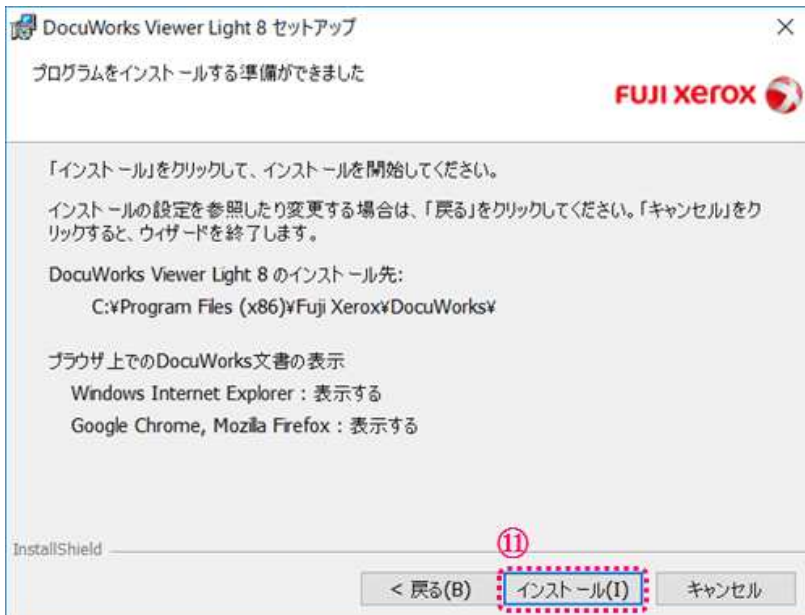 DocuWorks Viewer Light 8 セットアップ
プログラムをインストールする準備ができました
FUJI xerox
「インストール」をクリックして、インストールを開始してください。
インストールの設定を参照したり変更する場合は、「戻る」をクリックしてください。「キャンセル」をク
リックすると、ウィザードを終了します。
DocuWorks Viewer Light 8 のインストール先:
C:¥Program Files (x86)¥Fuji Xerox¥DocuWorks¥
ブラウザ上でのDocuWorks文書の表示
Windows Internet Explorer : 表示する
Google Chrome, Mozilla Firefox : 表示する
InstallShield
⑪
< 戻る(B) インストール(I) キャンセル